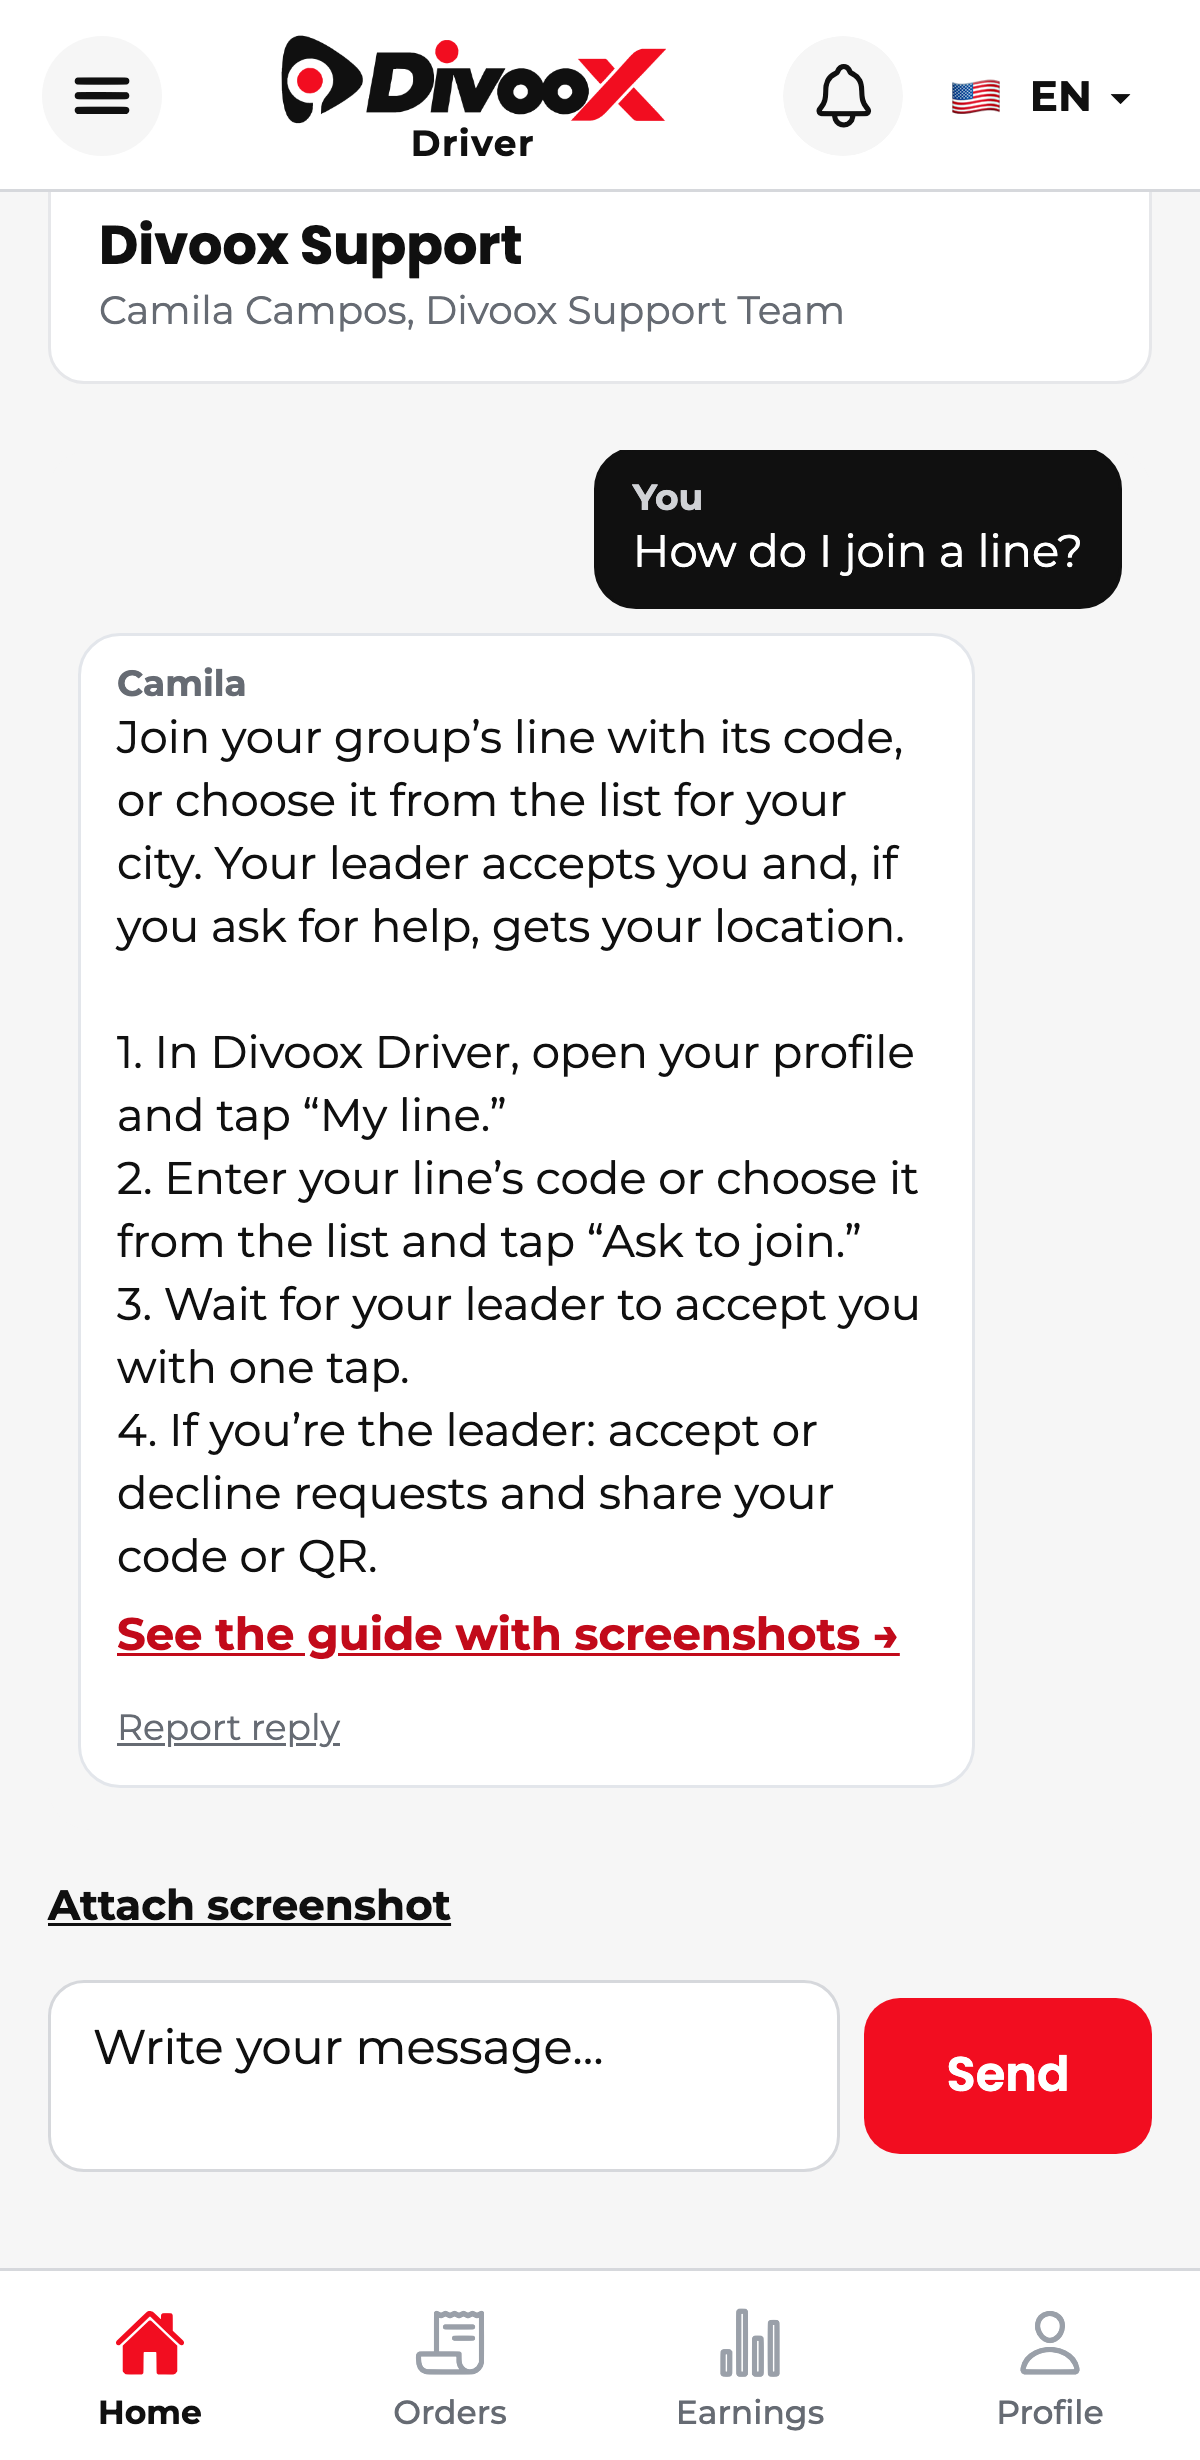 DivooX
Driver
EN
Divoox Support
Camila Campos, Divoox Support Team
You
How do I join a line?
Camila
Join your group’s line with its code,
or choose it from the list for your
city. Your leader accepts you and, if
you ask for help, gets your location.
1. In Divoox Driver, open your profile
and tap “My line.”
2. Enter your line’s code or choose it
from the list and tap “Ask to join.”
3. Wait for your leader to accept you
with one tap.
4. If you’re the leader: accept or
decline requests and share your
code or QR.
See the guide with screenshots →
Report reply
Attach screenshot
Write your message...
Send
Home
Orders
Earnings
Profile